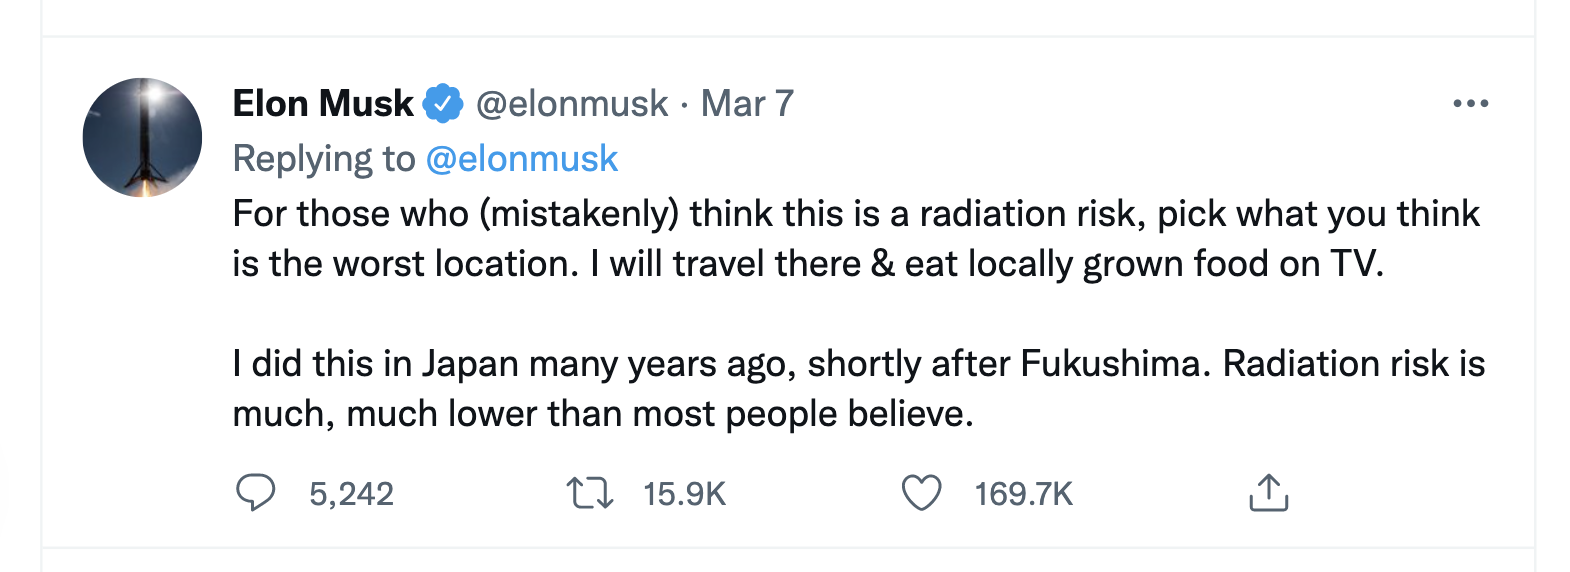 Elon Musk @elonmusk · Mar 7
Replying to @elonmusk
For those who (mistakenly) think this is a radiation risk, pick what you think
is the worst location. I will travel there & eat locally grown food on TV.
I did this in Japan many years ago, shortly after Fukushima. Radiation risk is
much, much lower than most people believe.
5,242 15.9K 169.7K